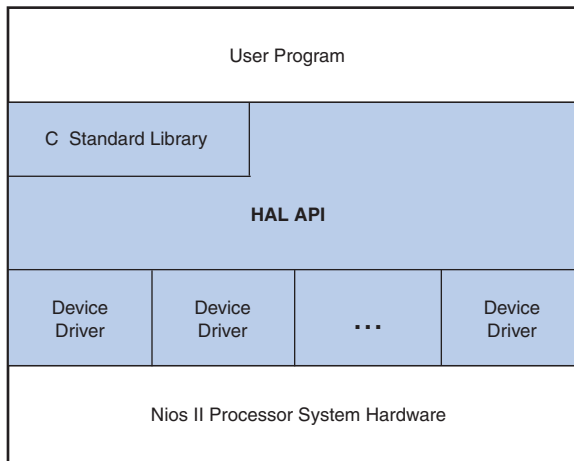 User Program
C Standard Library
HAL API
Device
Driver
Device
Driver
...
Device
Driver
Nios II Processor System Hardware